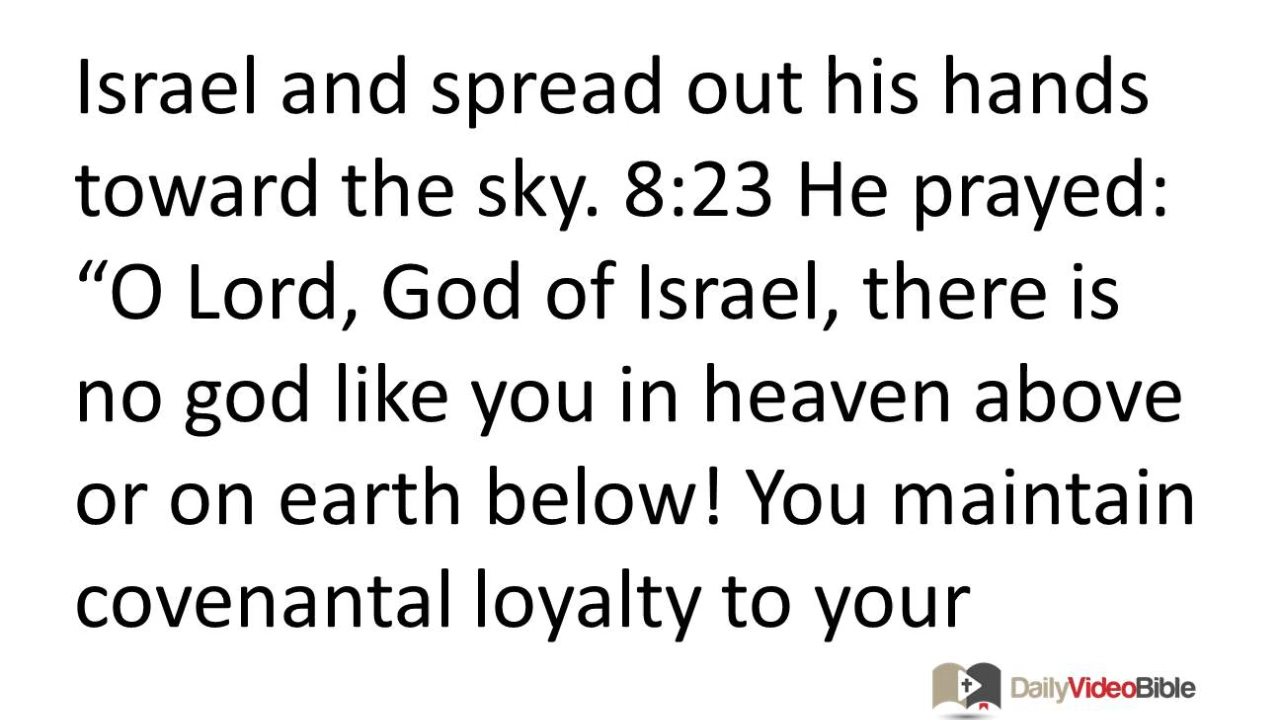 Israel and spread out his hands
toward the sky. 8:23 He prayed:
“O Lord, God of Israel, there is
no god like you in heaven above
or on earth below! You maintain
covenantal loyalty to your
DailyVideoBible